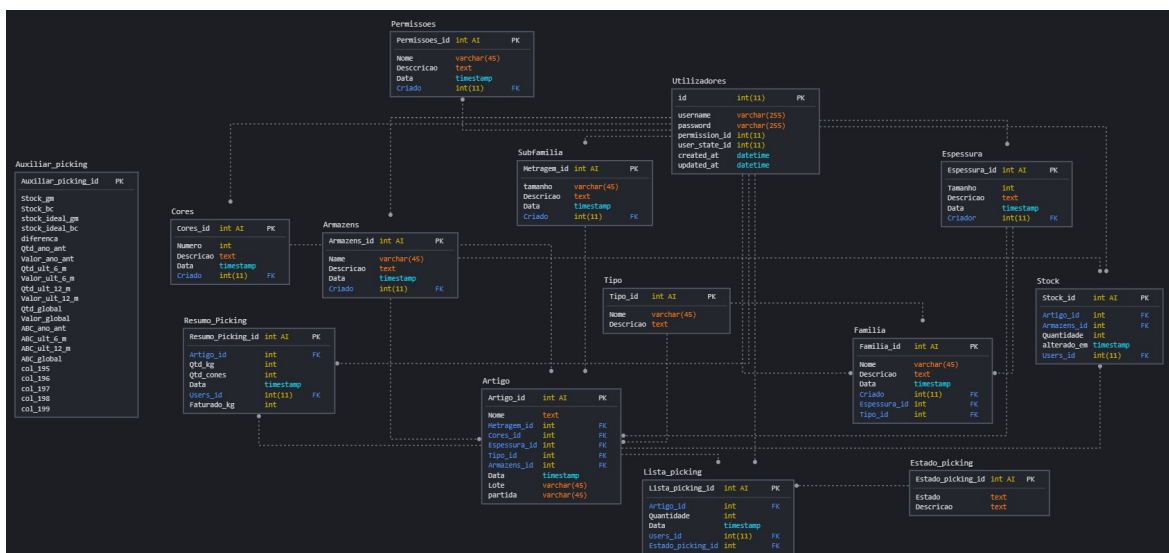 Permissoes
Permissoes_id int AI PK
Nome varchar(45)
Desccricao text
Data timestamp
Criado int(11) FK
Utilizadores
id int(11) PK
username varchar(255)
password varchar(255)
permission_id int(11)
user_state_id int(11)
created_at datetime
updated_at datetime
Subfamilia
Metragem_id int AI PK
tamanho varchar(45)
Descricao text
Data timestamp
Criado int(11) FK
Espessura
Espessura_id int AI PK
Tamanho int
Descricao text
Data timestamp
Criador int(11) FK
Auxiliar_picking
Auxiliar_picking_id PK
Stock_gm
Stock_bc
stock_ideal_gm
stock_ideal_bc
diferenca
Qtd_ano_ant
Valor_ano_ant
Qtd_ult_6_m
Valor_ult_6_m
Qtd_ult_12_m
Valor_ult_12_m
Qtd_global
Valor_global
ABC_ano_ant
ABC_ult_6_m
ABC_ult_12_m
ABC_global
col_195
col_196
col_197
col_198
col_199
Cores
Cores_id int AI PK
Numero int
Descricao text
Data timestamp
Criado int(11) FK
Armazens
Armazens_id int AI PK
Name varchar(45)
Descricao text
Data timestamp
Criado int(11) FK
Tipo
Tipo_id int AI PK
Nome varchar(45)
Descricao text
Stock
Stock_id int AI PK
Artigo_id int FK
Armazens_id int FK
Quantidade int
alterado_em timestamp
Users_id int(11) FK
Resumo_Picking
Resumo_Picking_id int AI PK
Artigo_id int FK
Qtd_kg int
Qtd_cones int
Data timestamp
Users_id int(11) FK
Faturado_kg int
Familia
Familia_id int AI PK
Nome varchar(45)
Descricao text
Data timestamp
Criado int(11) FK
Espessura_id int FK
Tipo_id int FK
Artigo
Artigo_id int AI PK
Nome text
Metragem_id int FK
Cores_id int FK
Espessura_id int FK
Tipo_id int FK
Armazens_id int FK
Data timestamp
Lote varchar(45)
partida varchar(45)
Lista_picking
Lista_picking_id int AI PK
Artigo_id int FK
Quantidade int
Data timestamp
Users_id int(11) FK
Estado_picking_id int FK
Estado_picking
Estado_picking_id int AI PK
Estado text
Descricao text